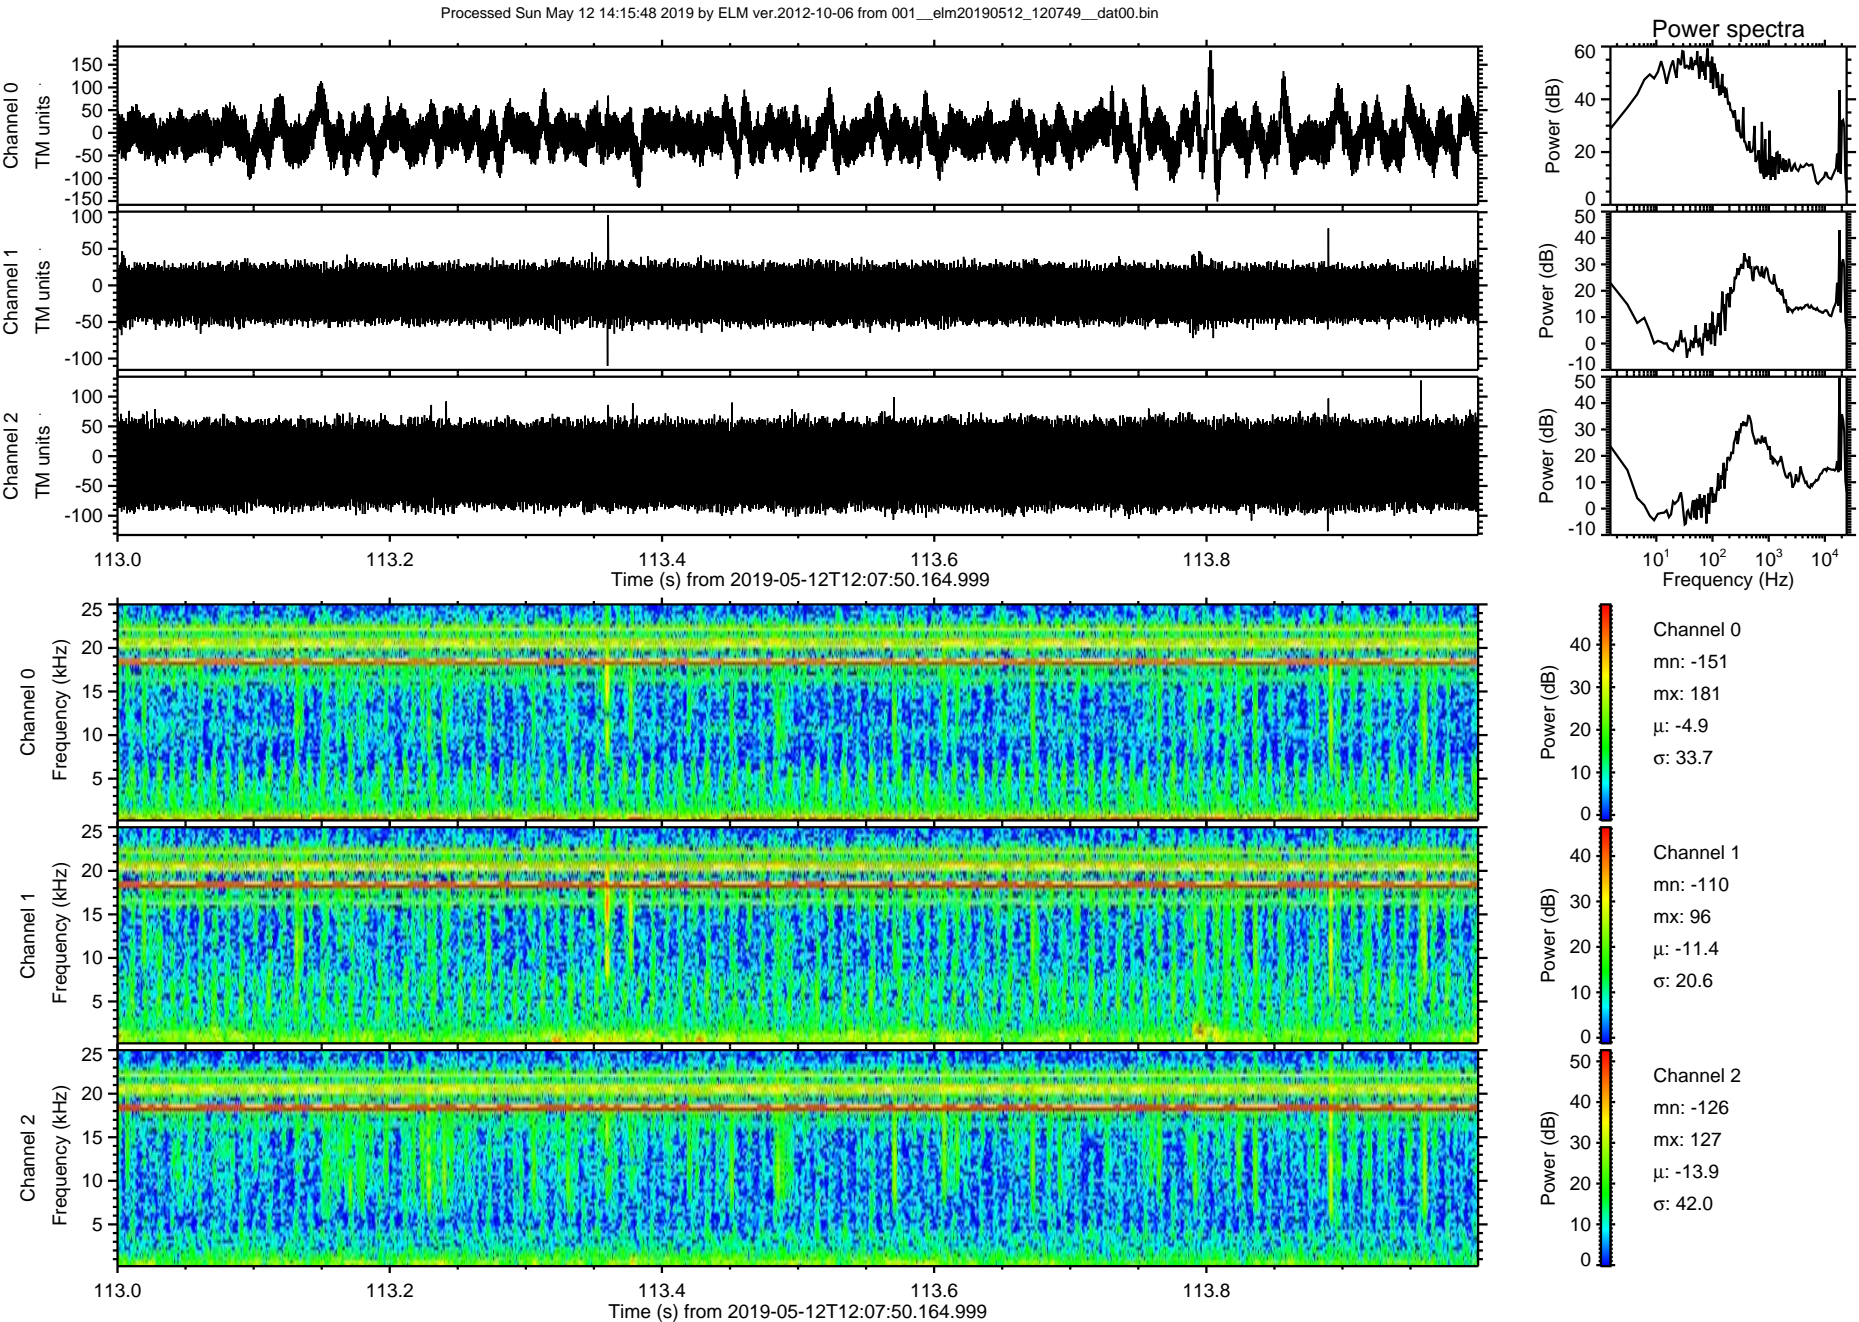 Processed Sun May 12 14:15:48 2019 by ELM ver.2012-10-06 from 001__elm20190512_120749__dat00.bin
Power spectra
Channel 0
TM units
150
100
50
0
-50
-100
-150
Power (dB)
60
40
20
0
Channel 1
TM units
100
50
0
-50
-100
Power (dB)
50
40
30
20
10
0
-10
Channel 2
TM units
100
50
0
-50
-100
Power (dB)
50
40
30
20
10
0
-10
113.0 113.2 113.4 113.6 113.8
Time (s) from 2019-05-12T12:07:50.164.999
10^1 10^2 10^3 10^4
Frequency (Hz)
Channel 0
Frequency (kHz)
25
20
15
10
5
Power (dB)
40
30
20
10
0
Channel 0
mn: -151
mx: 181
μ: -4.9
σ: 33.7
Channel 1
Frequency (kHz)
25
20
15
10
5
Power (dB)
40
30
20
10
0
Channel 1
mn: -110
mx: 96
μ: -11.4
σ: 20.6
Channel 2
Frequency (kHz)
25
20
15
10
5
Power (dB)
50
40
30
20
10
0
Channel 2
mn: -126
mx: 127
μ: -13.9
σ: 42.0
113.0 113.2 113.4 113.6 113.8
Time (s) from 2019-05-12T12:07:50.164.999